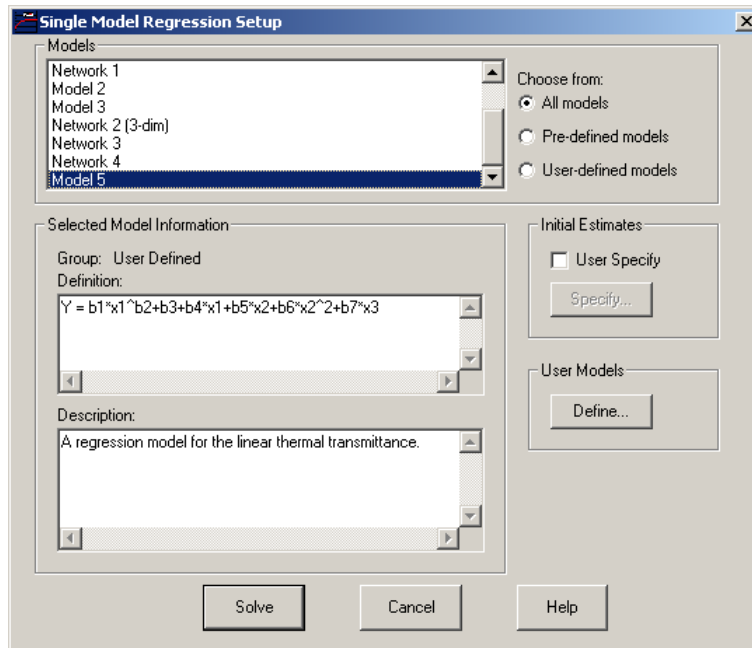 Single Model Regression Setup
Models
Network 1
Model 2
Model 3
Network 2 (3-dim)
Network 3
Network 4
Model 5
Choose from:
All models
Pre-defined models
User-defined models
Selected Model Information
Group: User Defined
Definition:
Y = b1*x1^b2+b3+b4*x1+b5*x2+b6*x2^2+b7*x3
Description:
A regression model for the linear thermal transmittance.
Initial Estimates
User Specify
Specify...
User Models
Define...
Solve
Cancel
Help